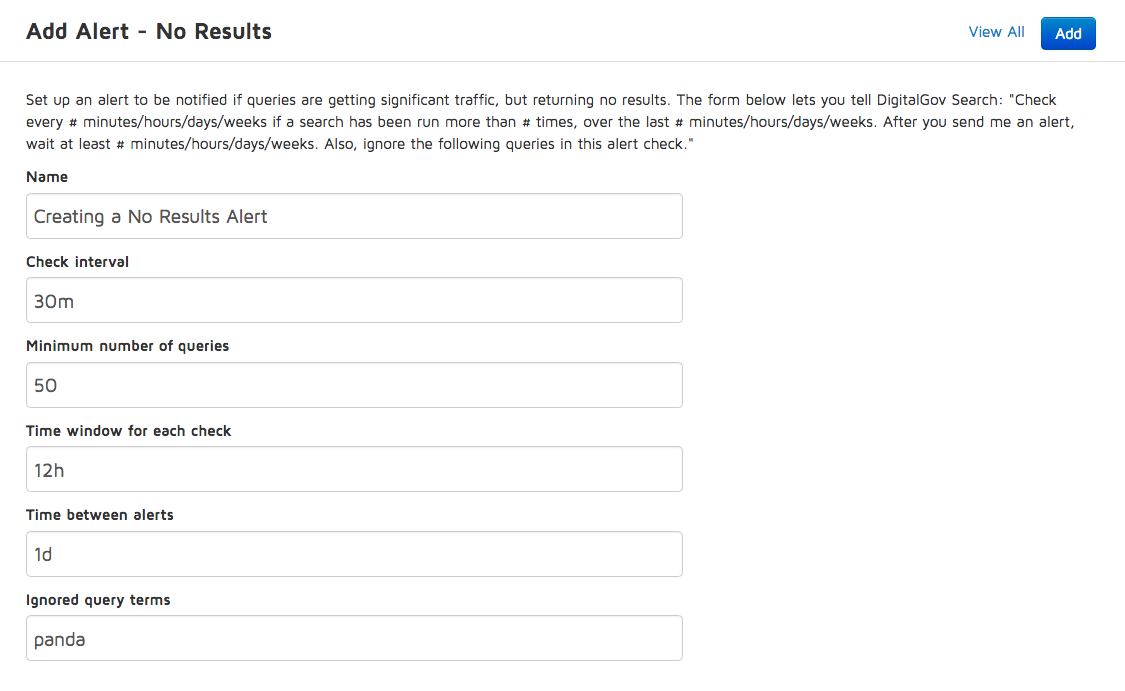 Add Alert - No Results
View All
Add
Set up an alert to be notified if queries are getting significant traffic, but returning no results. The form below lets you tell DigitalGov Search: "Check
every # minutes/hours/days/weeks if a search has been run more than # times, over the last # minutes/hours/days/weeks. After you send me an alert,
wait at least # minutes/hours/days/weeks. Also, ignore the following queries in this alert check."
Name
Creating a No Results Alert
Check interval
30m
Minimum number of queries
50
Time window for each check
12h
Time between alerts
1d
Ignored query terms
panda